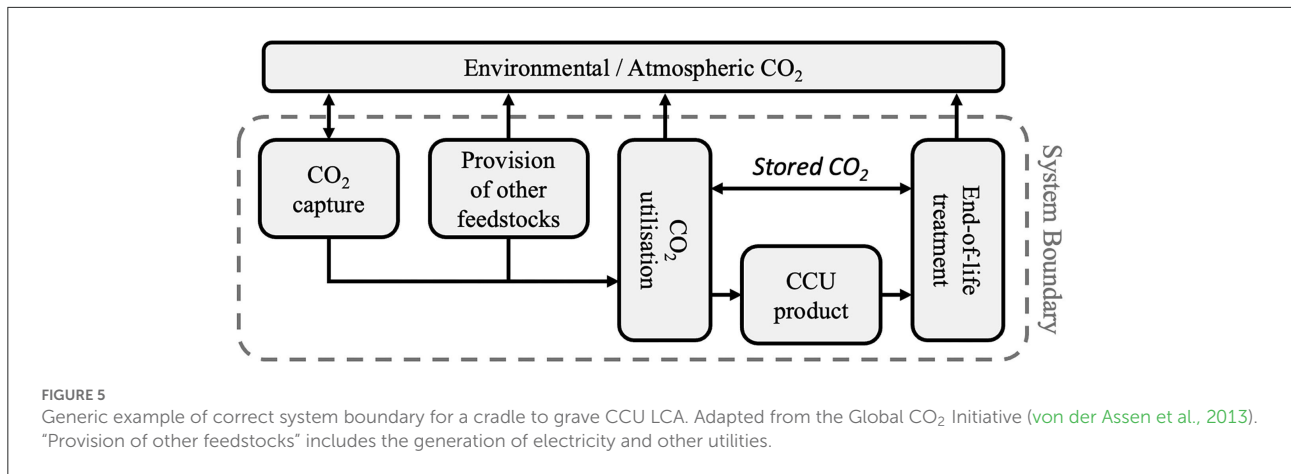 Environmental / Atmospheric CO₂
CO₂
capture
Provision
of other
feedstocks
CO₂
utilisation
Stored CO₂
CCU
product
End-of-life
treatment
System Boundary
FIGURE 5
Generic example of correct system boundary for a cradle to grave CCU LCA. Adapted from the Global CO₂ Initiative (von der Assen et al., 2013).
“Provision of other feedstocks” includes the generation of electricity and other utilities.